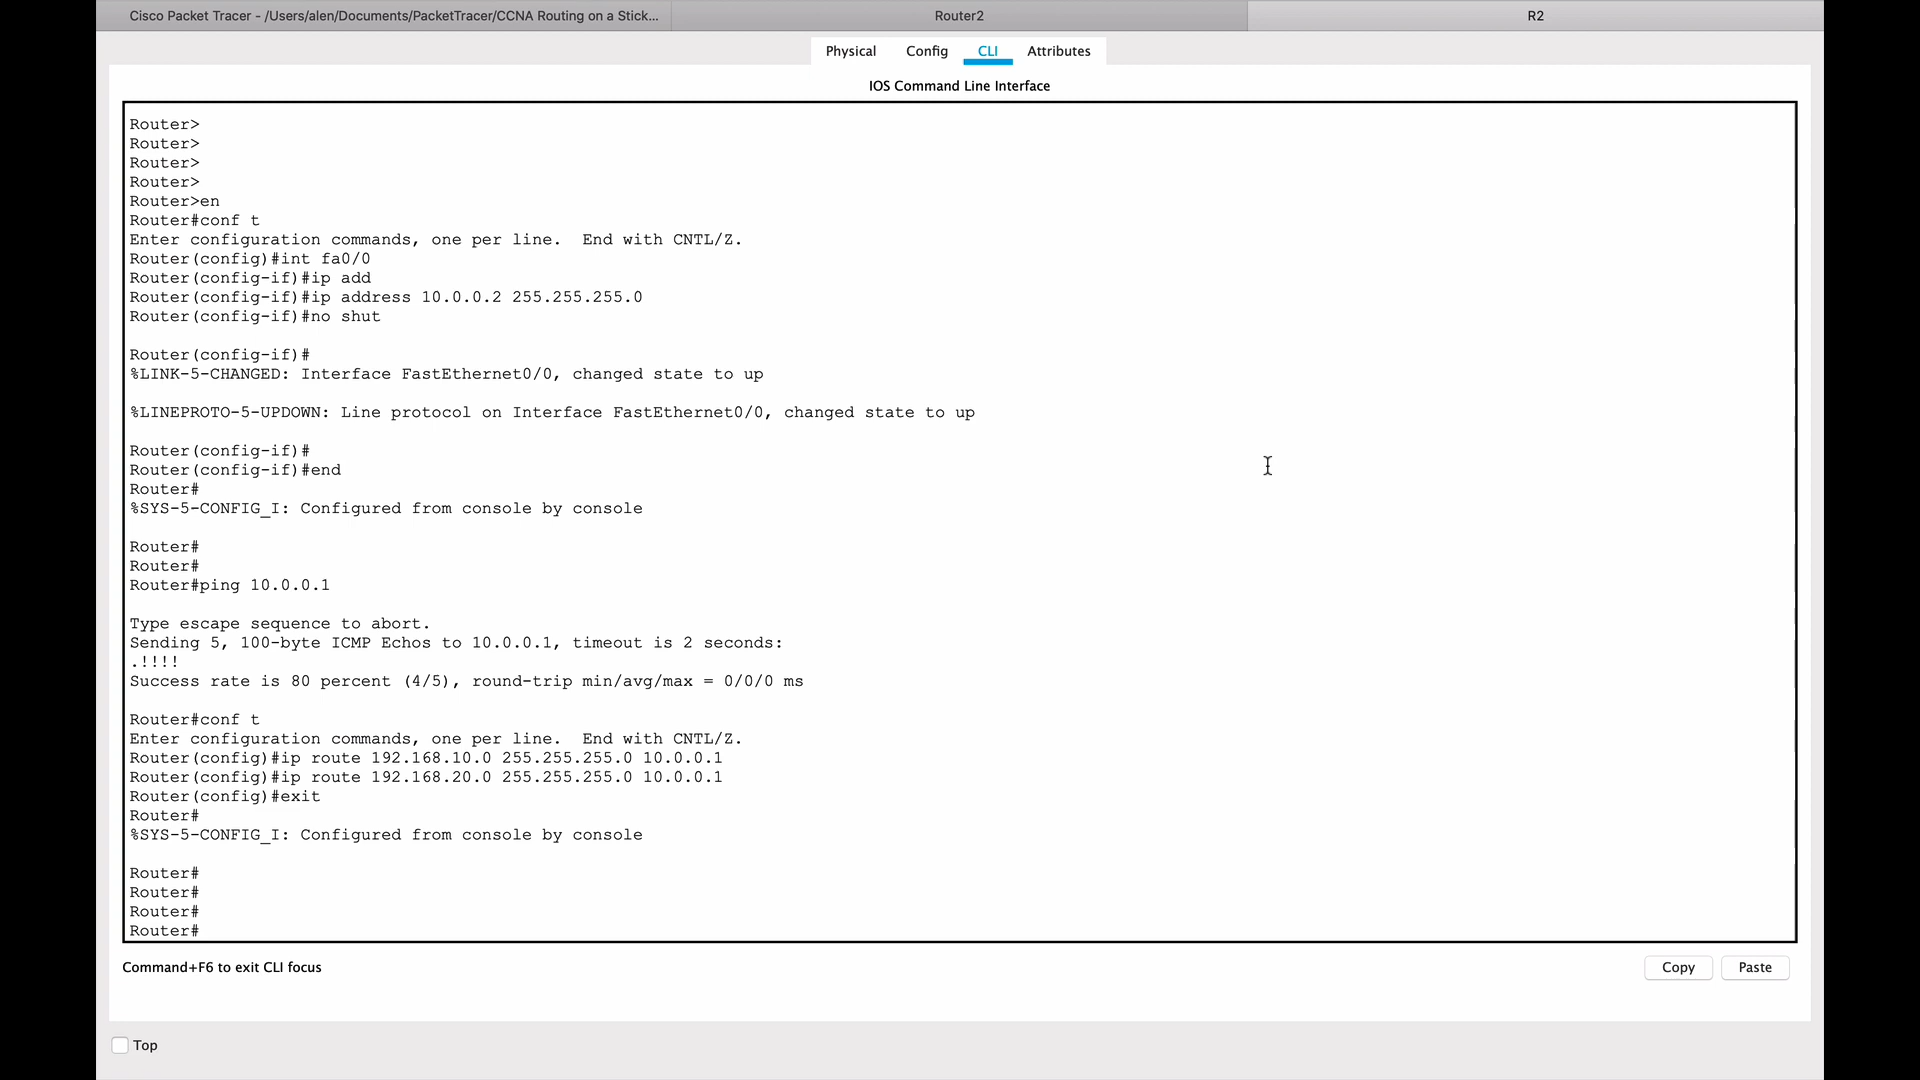 Cisco Packet Tracer - /Users/alen/Documents/PacketTracer/CCNA Routing on a Stick...
Router2
R2
Physical
Config
CLI
Attributes
IOS Command Line Interface
Router>
Router>
Router>
Router>
Router>en
Router#conf t
Enter configuration commands, one per line.  End with CNTL/Z.
Router(config)#int fa0/0
Router(config-if)#ip add
Router(config-if)#ip address 10.0.0.2 255.255.255.0
Router(config-if)#no shut
Router(config-if)#
%LINK-5-CHANGED: Interface FastEthernet0/0, changed state to up
%LINEPROTO-5-UPDOWN: Line protocol on Interface FastEthernet0/0, changed state to up
Router(config-if)#
Router(config-if)#end
Router#
%SYS-5-CONFIG_I: Configured from console by console
Router#
Router#
Router#ping 10.0.0.1
Type escape sequence to abort.
Sending 5, 100-byte ICMP Echos to 10.0.0.1, timeout is 2 seconds:
.!!!!
Success rate is 80 percent (4/5), round-trip min/avg/max = 0/0/0 ms
Router#conf t
Enter configuration commands, one per line.  End with CNTL/Z.
Router(config)#ip route 192.168.10.0 255.255.255.0 10.0.0.1
Router(config)#ip route 192.168.20.0 255.255.255.0 10.0.0.1
Router(config)#exit
Router#
%SYS-5-CONFIG_I: Configured from console by console
Router#
Router#
Router#
Router#
Command+F6 to exit CLI focus
Copy
Paste
Top